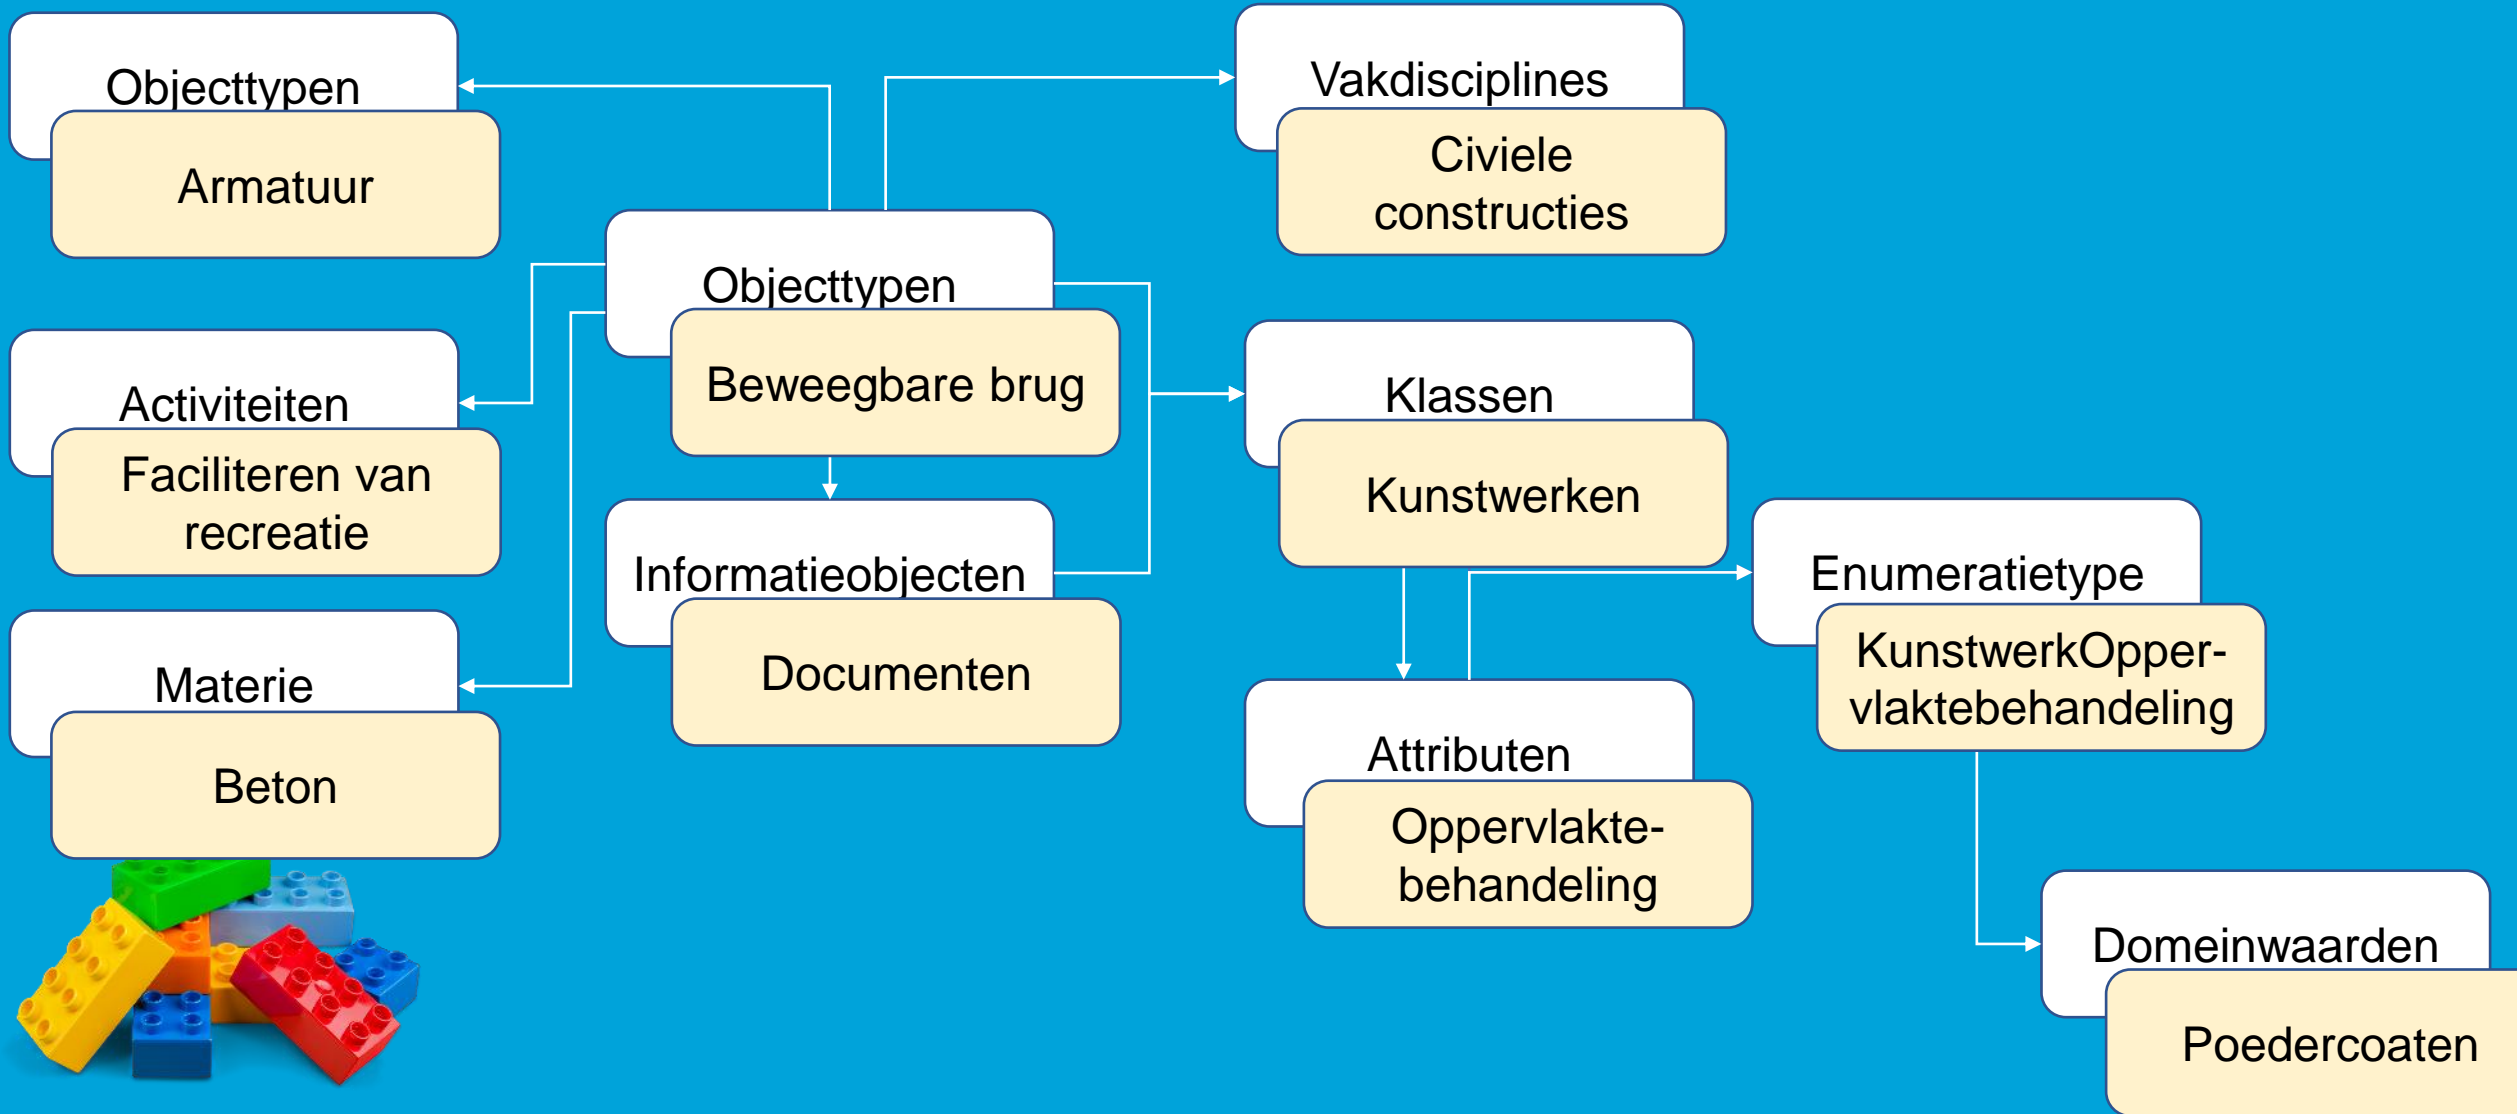 Objecttypen
Armatuur
Vakdisciplines
Civiele
constructies
Objecttypen
Beweegbare brug
Activiteiten
Faciliteren van
recreatie
Klassen
Kunstwerken
Informatieobjecten
Documenten
Enumeratietype
KunstwerkOpper-
vlaktebehandeling
Materie
Beton
Attributen
Oppervlakte-
behandeling
Domeinwaarden
Poedercoaten